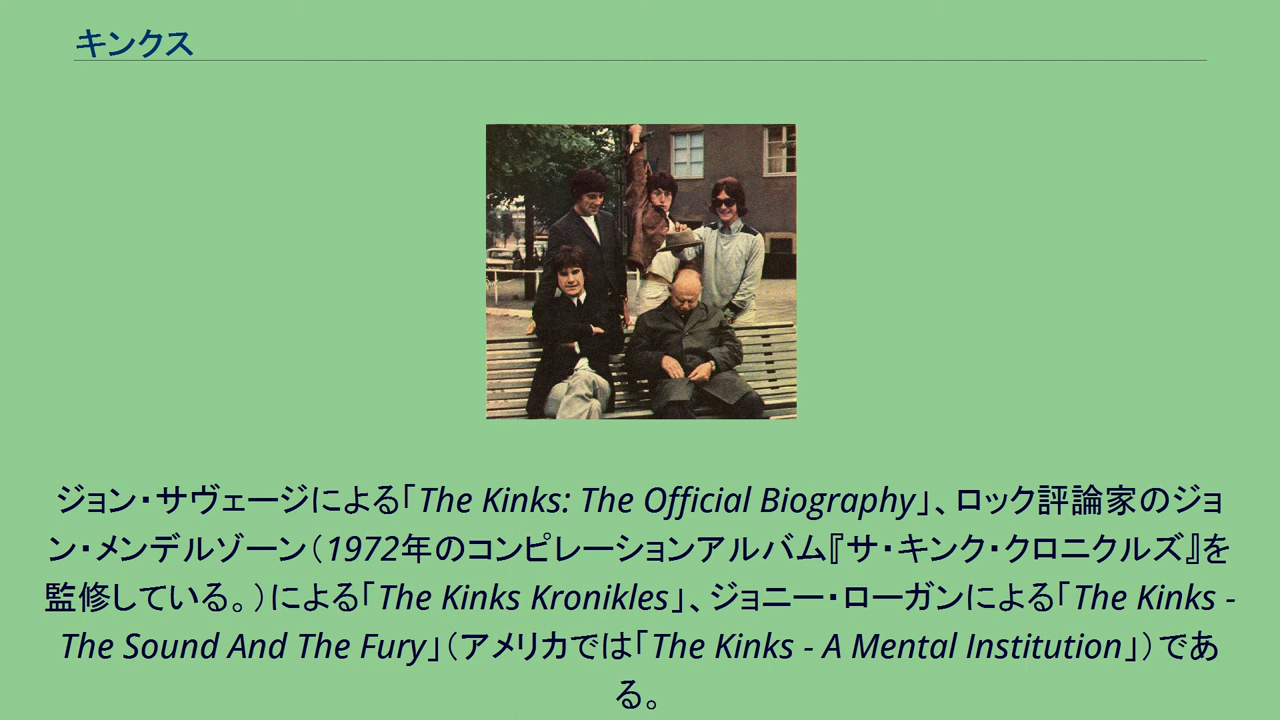 キンクス
ジョン・サヴェージによる「The Kinks: The Official Biography」、ロック評論家のジョ
ン・メンデルゾーン（1972年のコンピレーションアルバム『サ・キンク・クロニクルズ』を
監修している。）による「The Kinks Kronikles」、ジョニー・ローガンによる「The Kinks -
The Sound And The Fury」（アメリカでは「The Kinks - A Mental Institution」）であ
る。